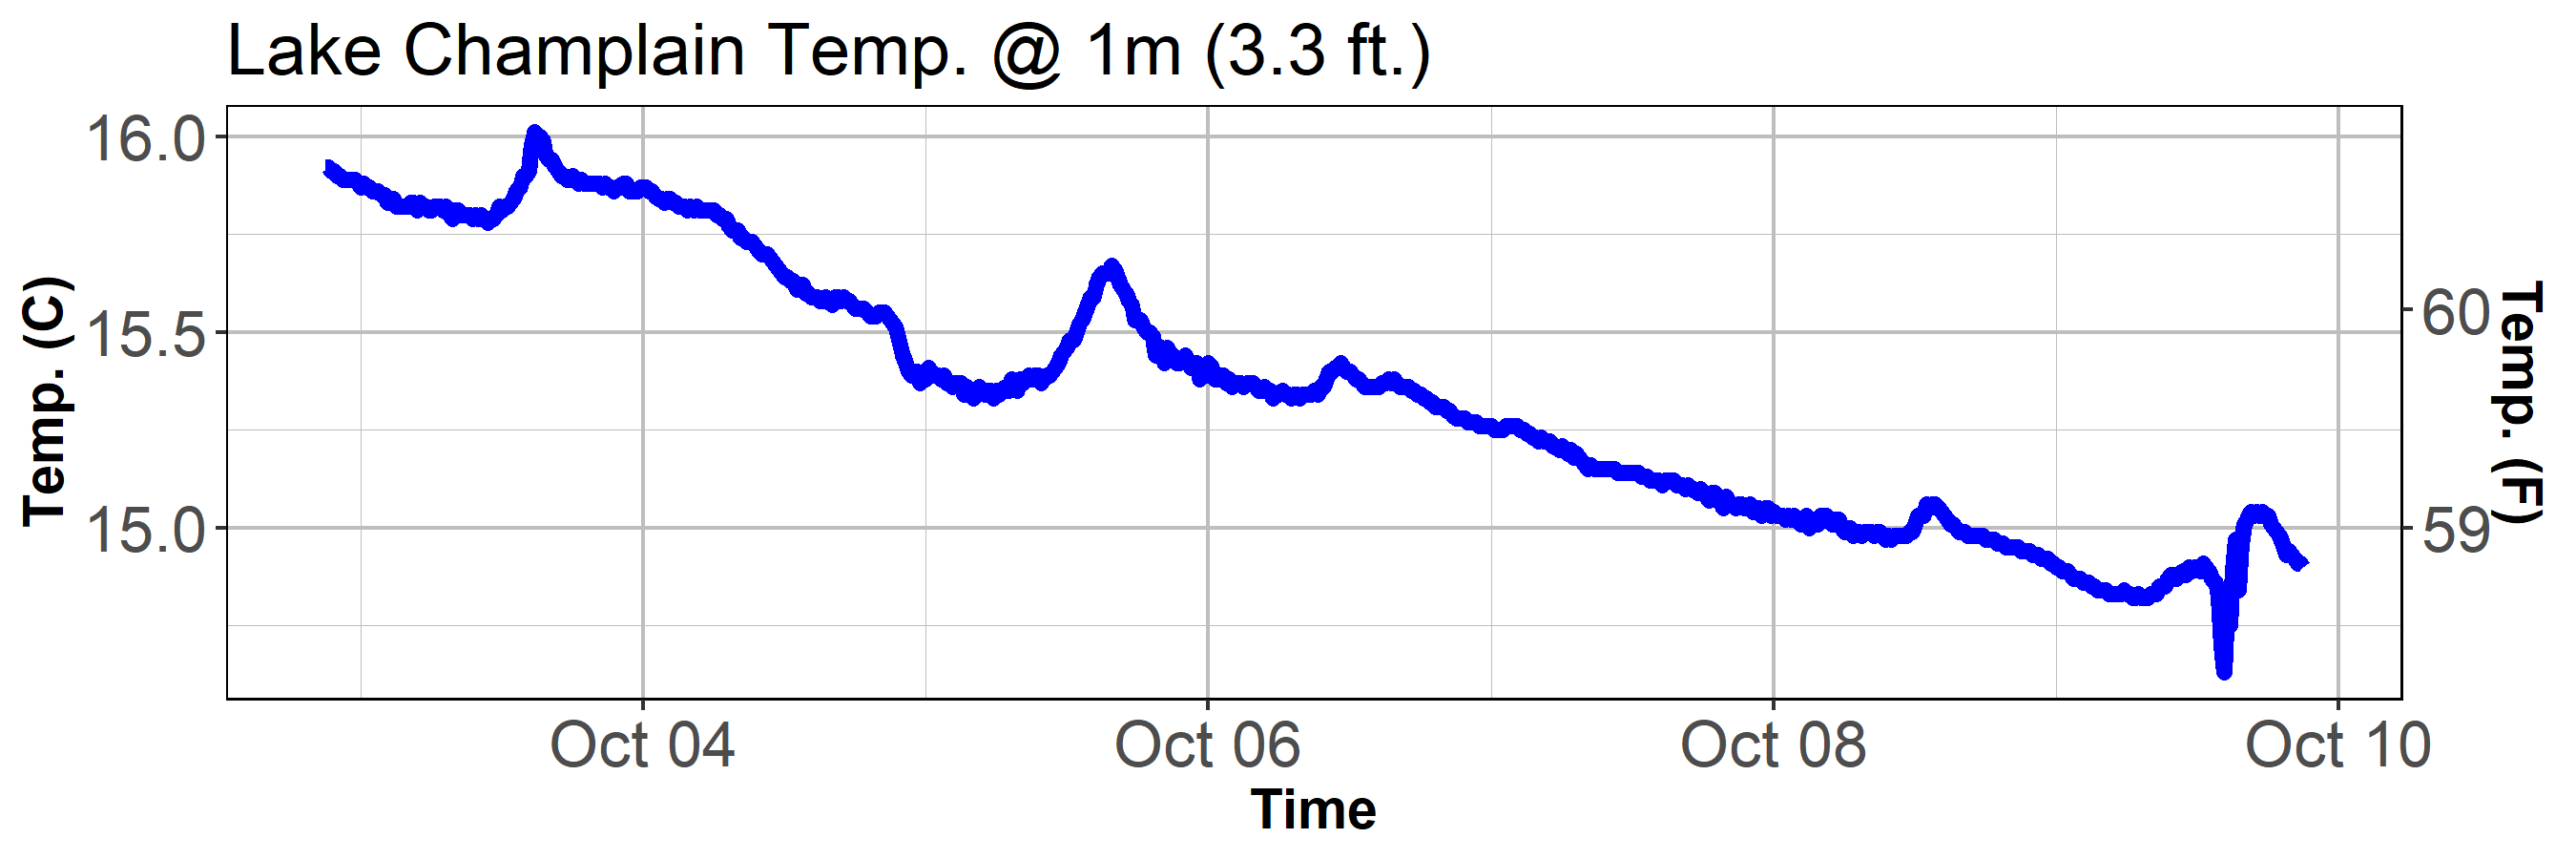 Lake Champlain Temp. @ 1m (3.3 ft.)
Temp. (C)
16.0
15.5
15.0
60
59
Temp. (F)
Oct 04
Oct 06
Oct 08
Oct 10
Time